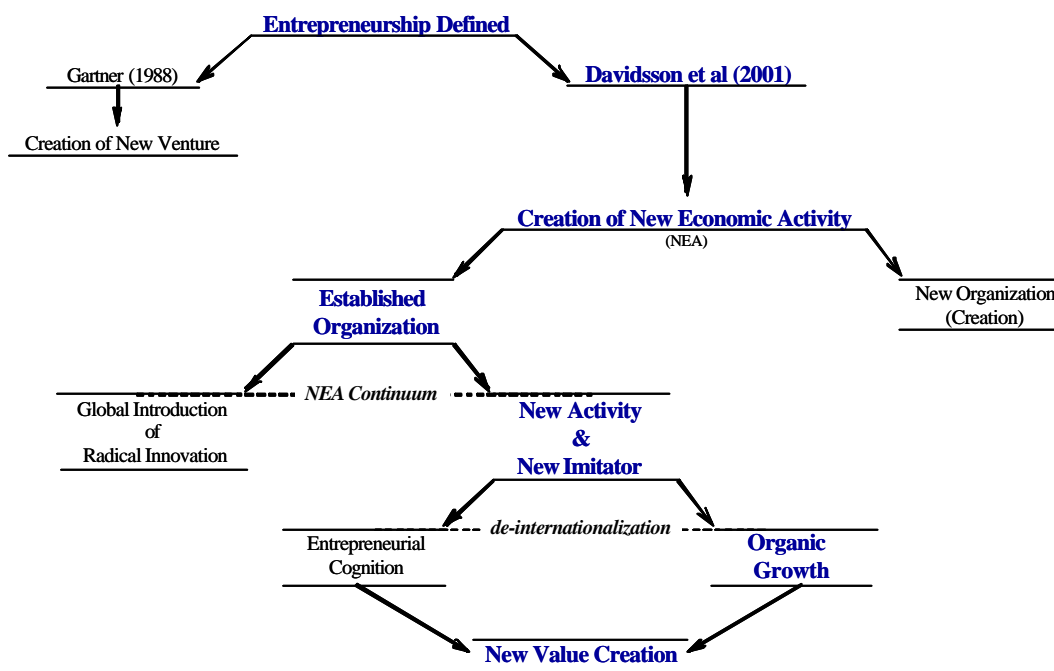 Entrepreneurship Defined
Gartner (1988)
Davidsson et al (2001)
Creation of New Venture
Creation of New Economic Activity
(NEA)
Established
Organization
New Organization
(Creation)
NEA Continuum
Global Introduction
of
Radical Innovation
New Activity
&
New Imitator
de-internationalization
Entrepreneurial
Cognition
Organic
Growth
New Value Creation